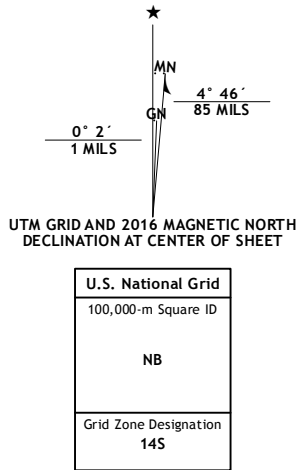 ★
MN
GN
4° 46´
85 MILS
0° 2´
1 MILS
UTM GRID AND 2016 MAGNETIC NORTH
DECLINATION AT CENTER OF SHEET
U.S. National Grid
100,000-m Square ID
NB
Grid Zone Designation
14S